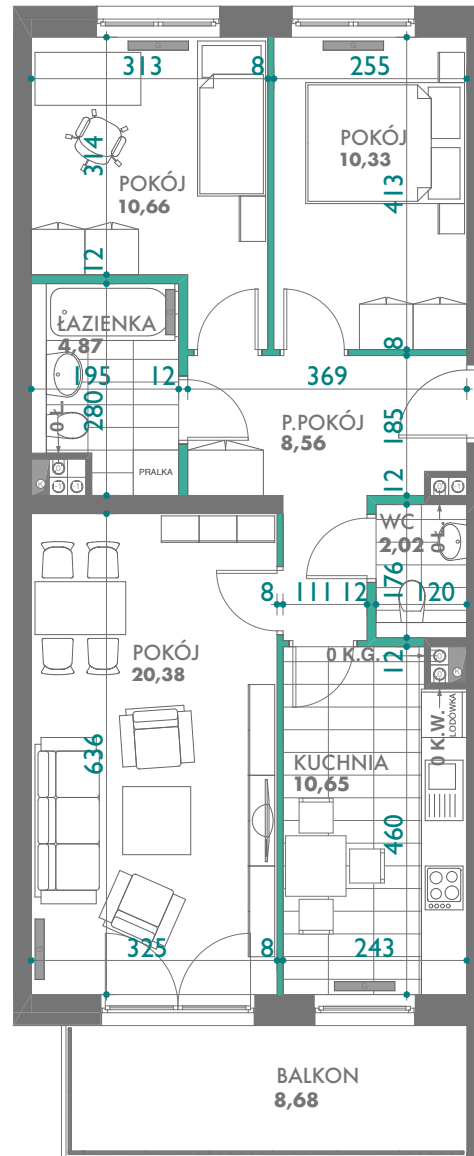 313
8
255
314
POKÓJ
10,66
POKÓJ
10,33
413
12
ŁAZIENKA
4,87
8
195
12
369
280
0 Ł.
P.POKÓJ
8,56
185
PRALKA
12
WC
2,02
0 Ł.
8
111
12
176
120
POKÓJ
20,38
0 K.G.
12
0 K.W.
LODÓWKA
636
KUCHNIA
10,65
460
325
8
243
BALKON
8,68